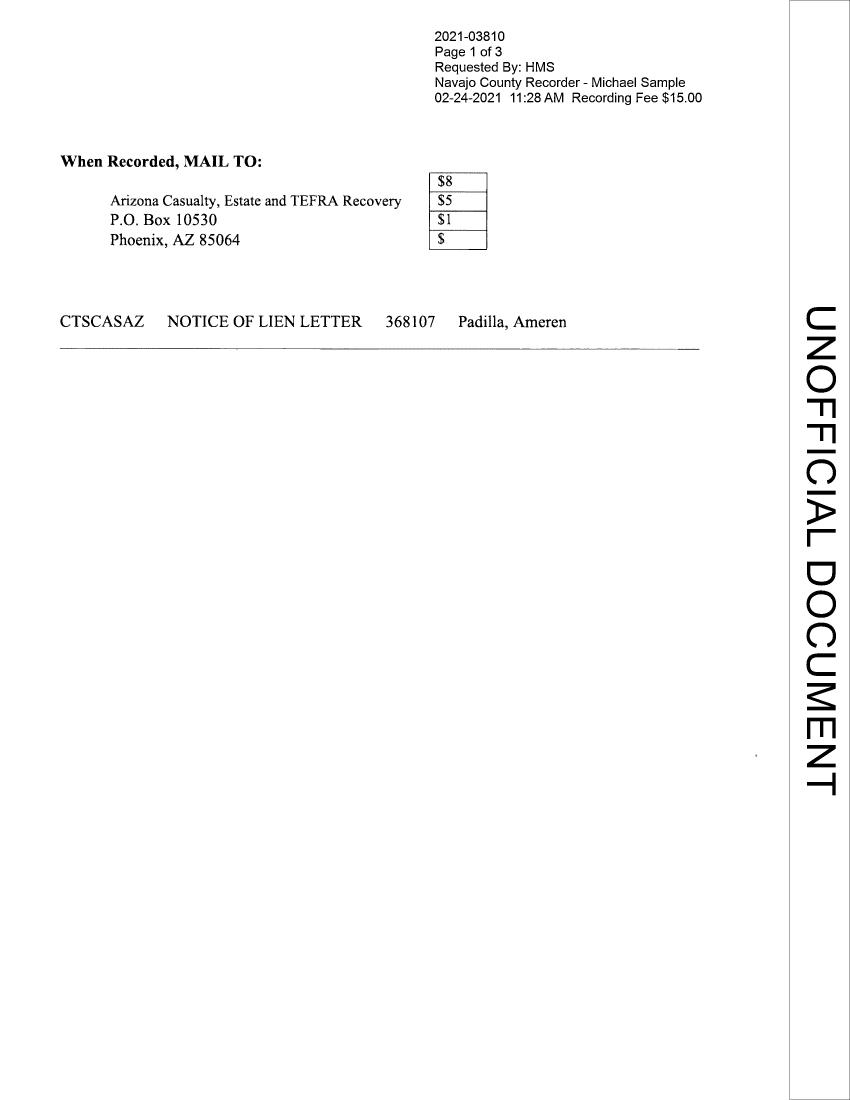 2021-03810
Page 1 of 3
Requested By: HMS
Navajo County Recorder - Michael Sample
02-24-2021 11:28 AM Recording Fee $15.00
When Recorded, MAIL TO:
Arizona Casualty, Estate and TEFRA Recovery
P.O. Box 10530
Phoenix, AZ 85064
$8
$5
$1
$
CTSCASAZ NOTICE OF LIEN LETTER 368107 Padilla, Ameren
UNOFFICIAL DOCUMENT